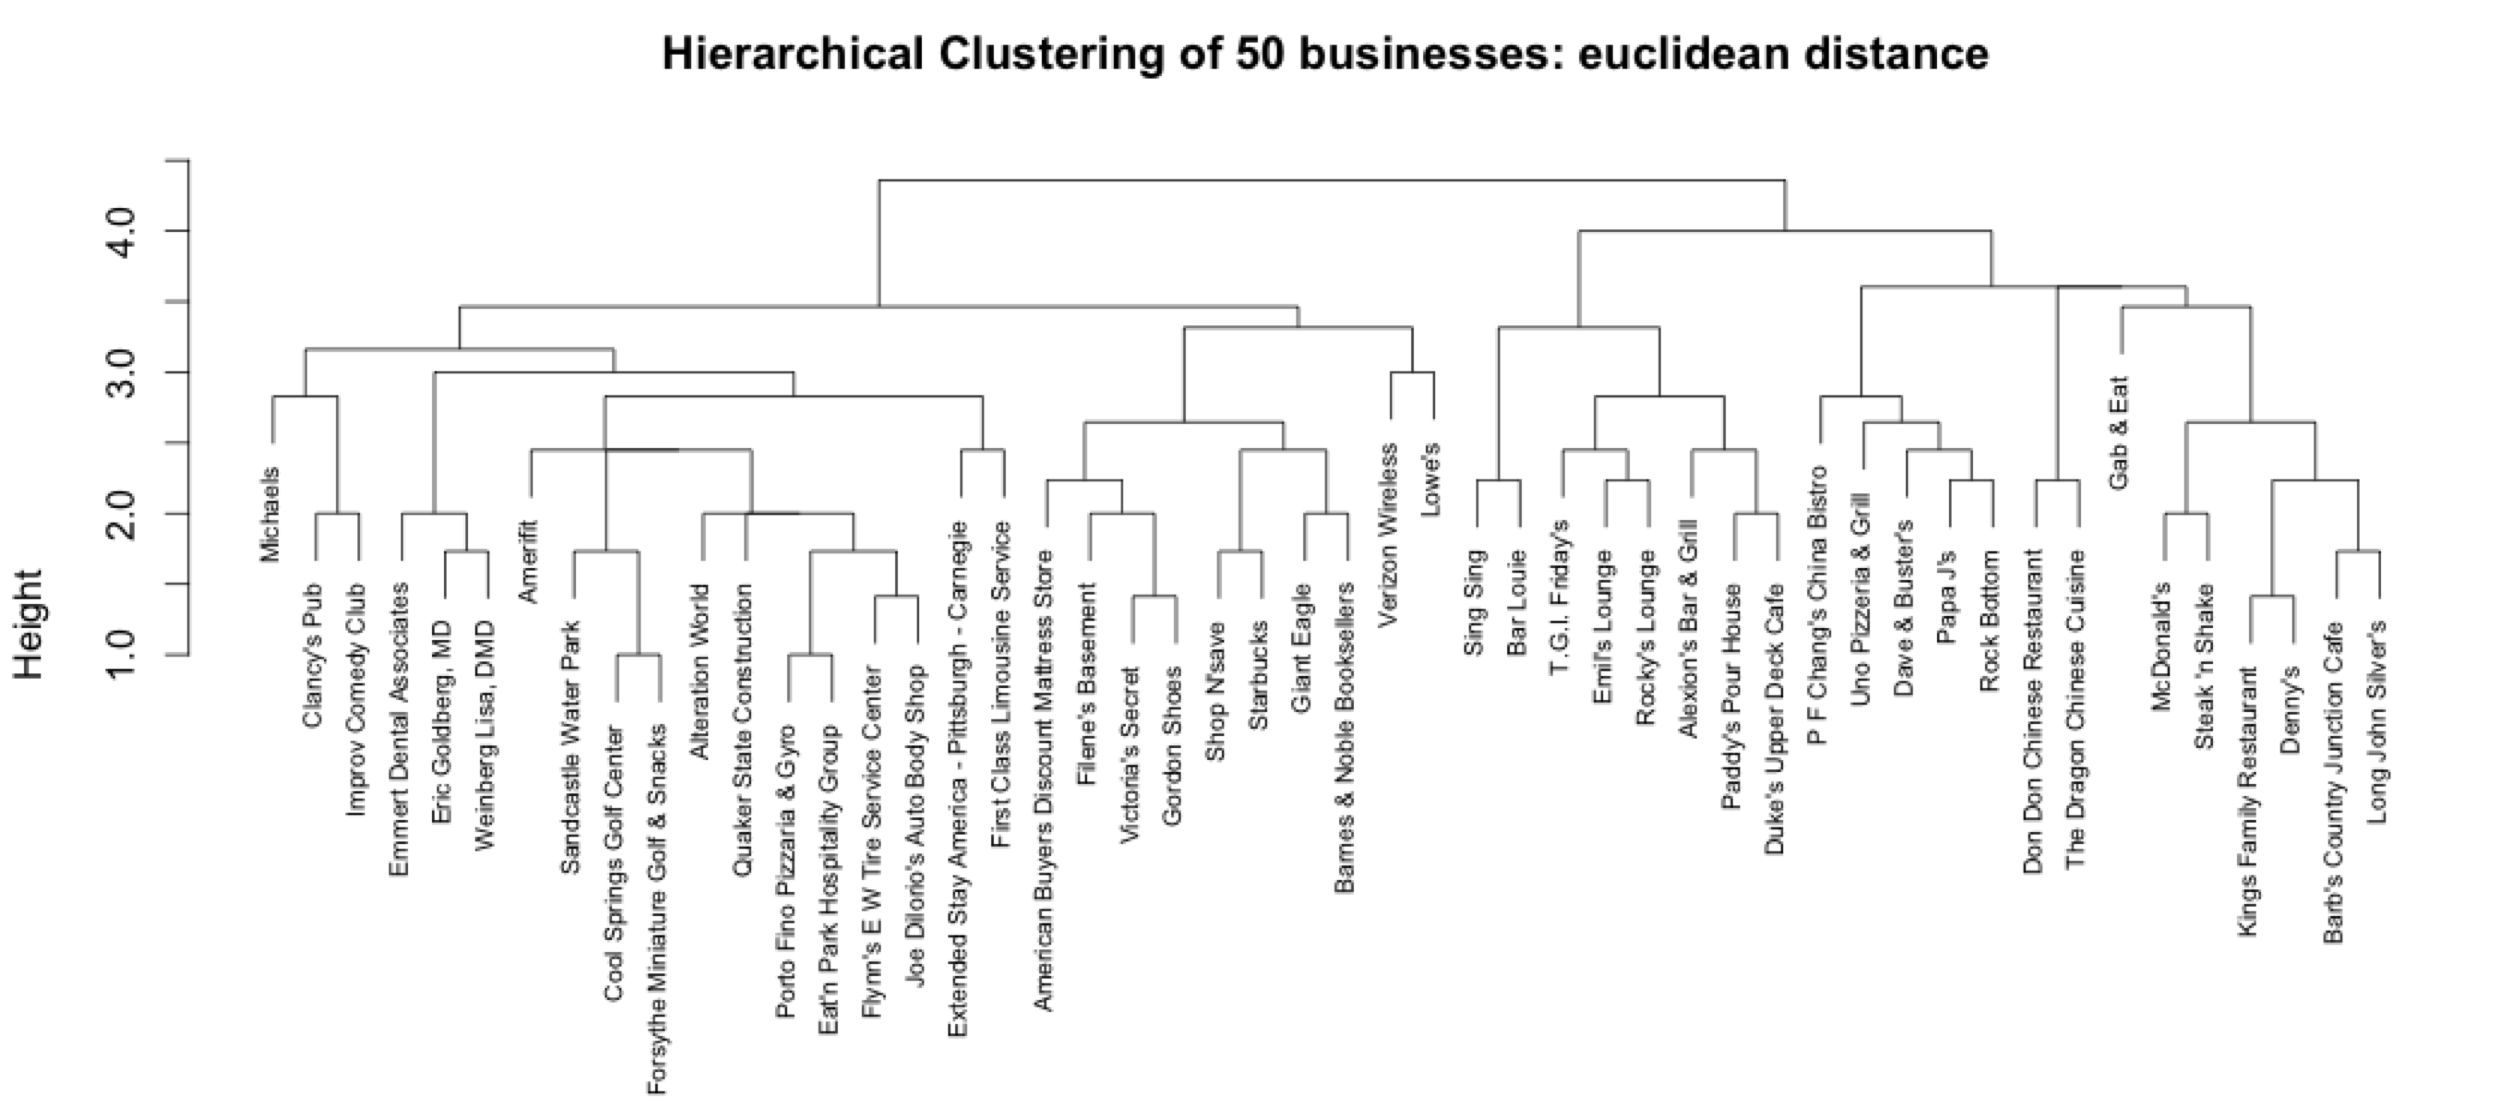 Hierarchical Clustering of 50 businesses: euclidean distance
Height
4.0
3.0
2.0
1.0
Michaels
Clancy's Pub
Improv Comedy Club
Emmert Dental Associates
Eric Goldberg, MD
Weinberg Lisa, DMD
Amerifit
Sandcastle Water Park
Cool Springs Golf Center
Forsythe Miniature Golf & Snacks
Alteration World
Quaker State Construction
Porto Fino Pizzaria & Gyro
Eat'n Park Hospitality Group
Flynn's E W Tire Service Center
Joe DiIorio's Auto Body Shop
Extended Stay America - Pittsburgh - Carnegie
First Class Limousine Service
American Buyers Discount Mattress Store
Filene's Basement
Victoria's Secret
Gordon Shoes
Shop N'save
Starbucks
Giant Eagle
Barnes & Noble Booksellers
Verizon Wireless
Lowe's
Sing Sing
Bar Louie
T.G.I. Friday's
Emil's Lounge
Rocky's Lounge
Alexion's Bar & Grill
Paddy's Pour House
Duke's Upper Deck Cafe
P F Chang's China Bistro
Uno Pizzeria & Grill
Dave & Buster's
Papa J's
Rock Bottom
Don Don Chinese Restaurant
The Dragon Chinese Cuisine
Gab & Eat
McDonald's
Steak 'n Shake
Kings Family Restaurant
Denny's
Barb's Country Junction Cafe
Long John Silver's